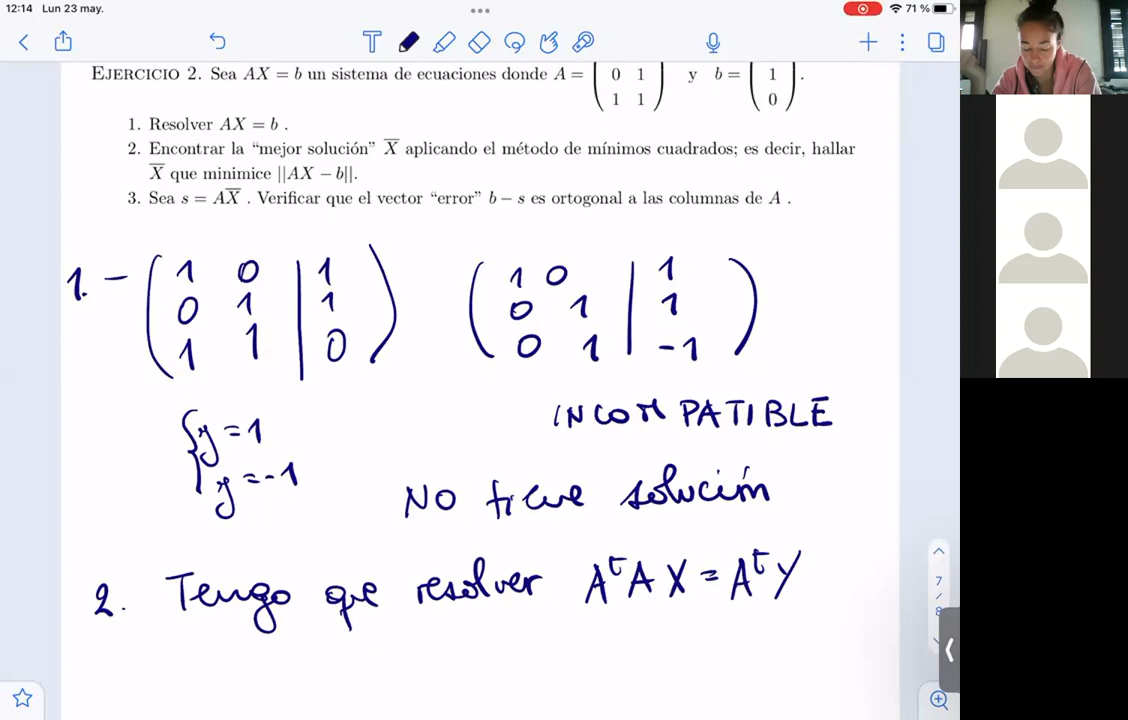 12:14 Lun 23 may.
71 %
EJERCICIO 2. Sea AX = b un sistema de ecuaciones donde A = ( 0 1 y b = ( 1 ) .
1 1 0
1. Resolver AX = b .
2. Encontrar la “mejor solución” X̄ aplicando el método de mínimos cuadrados; es decir, hallar
X̄ que minimice ||AX − b||.
3. Sea s = AX̄ . Verificar que el vector “error” b − s es ortogonal a las columnas de A .
1. - ( 1 0 | 1 ) ( 1 0 | 1 )
0 1 | 1 0 1 | 1
1 1 | 0 0 1 | -1
{ y = 1
y = -1
INCOMPATIBLE
NO tiene solución
2. Tengo que resolver AᵗA X = Aᵗ Y
7
/
8